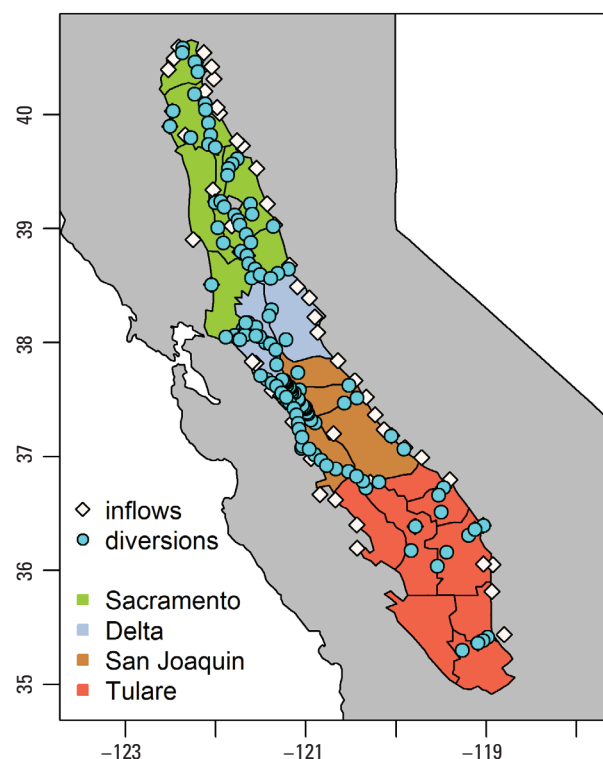 40
39
38
37
36
35
inflows
diversions
Sacramento
Delta
San Joaquin
Tulare
−123
−121
−119